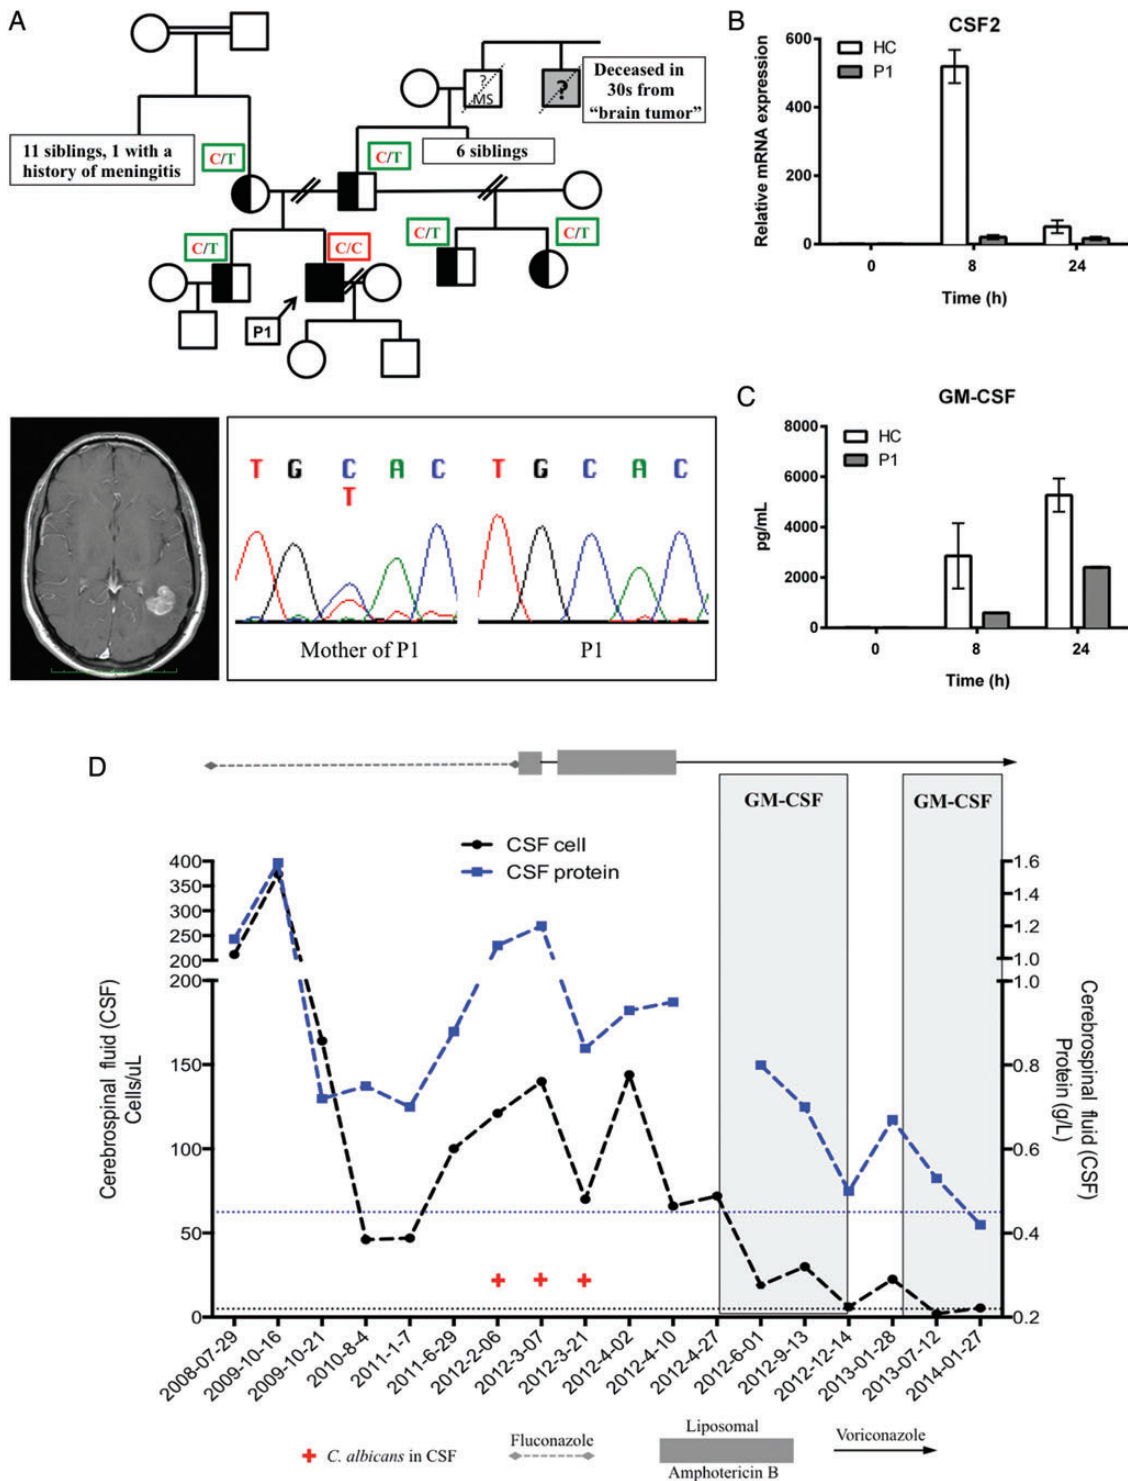 A
?
MS
?
Deceased in
30s from
“brain tumor”
11 siblings, 1 with a
history of meningitis
C/T
C/T
6 siblings
C/T
C/C
C/T
C/T
P1
T G C A C
T
T G C A C
Mother of P1
P1
B
CSF2
HC
P1
Relative mRNA expression
600
400
200
0
0
8
24
Time (h)
C
GM-CSF
HC
P1
pg/mL
8000
6000
4000
2000
0
0
8
24
Time (h)
D
GM-CSF
GM-CSF
CSF cell
CSF protein
Cerebrospinal fluid (CSF)
Cells/uL
400
350
300
250
200
200
150
100
50
0
1.6
1.4
1.2
1.0
1.0
0.8
0.6
0.4
0.2
Cerebrospinal fluid (CSF)
Protein (g/L)
2008-07-29
2009-10-16
2009-10-21
2010-8-4
2011-1-7
2011-6-29
2012-2-06
2012-3-07
2012-3-21
2012-4-02
2012-4-10
2012-4-27
2012-6-01
2012-9-13
2012-12-14
2013-01-28
2013-07-12
2014-01-27
C. albicans in CSF
Fluconazole
Liposomal
Amphotericin B
Voriconazole